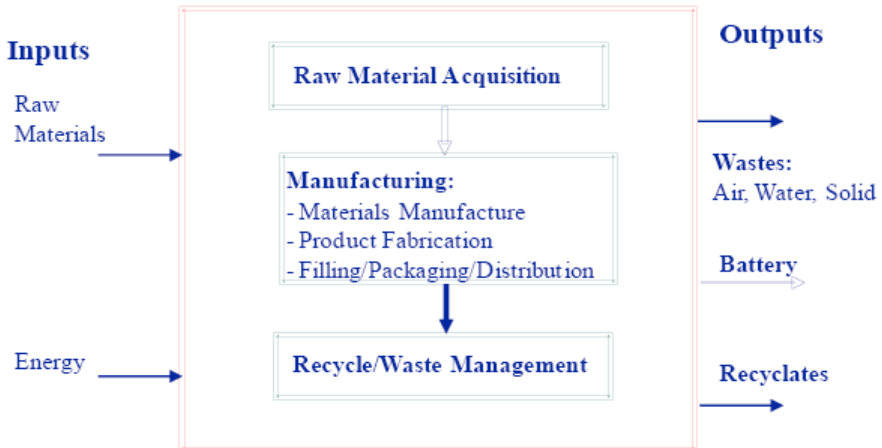 Inputs
Raw
Materials
Energy
Raw Material Acquisition
Manufacturing:
- Materials Manufacture
- Product Fabrication
- Filling/Packaging/Distribution
Recycle/Waste Management
Outputs
Wastes:
Air, Water, Solid
Battery
Recyclates